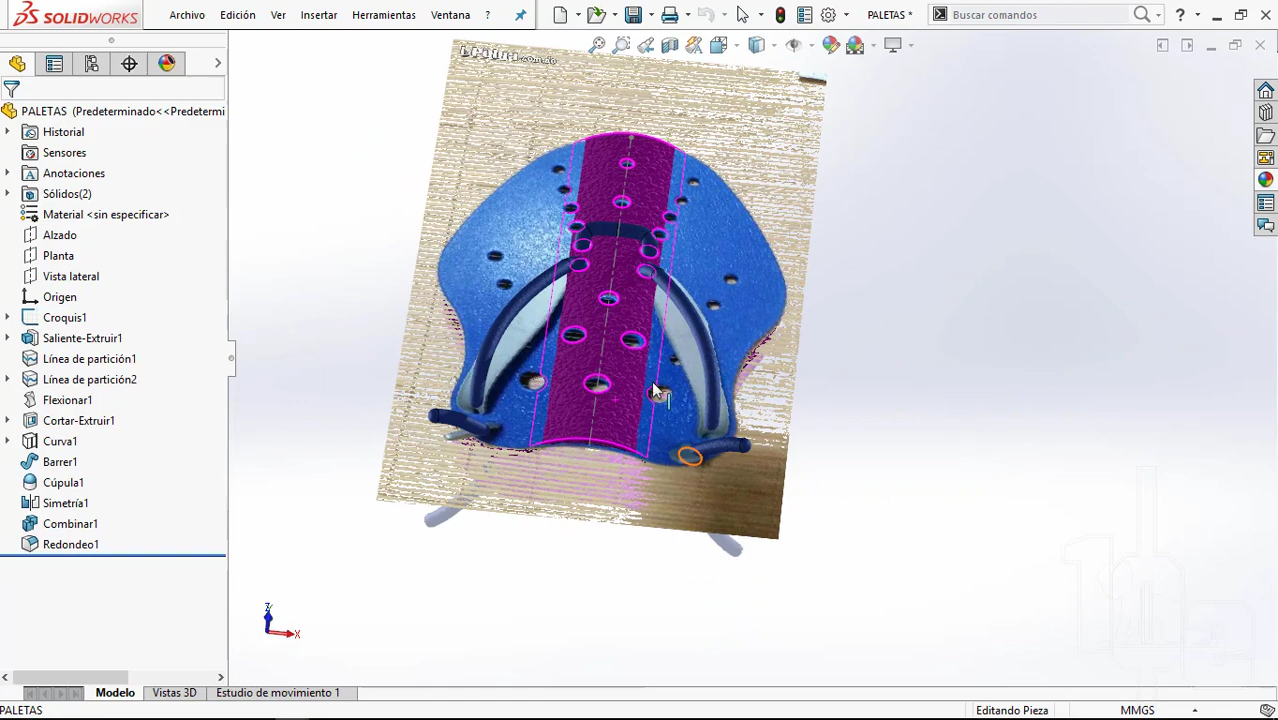 SOLIDWORKS
Archivo Edición Ver Insertar Herramientas Ventana ?
PALETAS *
Buscar comandos
?
PALETAS (Predeterminado<<Predetermi
Historial
Sensores
Anotaciones
Sólidos(2)
Material <sin especificar>
Alzado
Planta
Vista lateral
Origen
Croquis1
Saliente-Extruir1
Línea de partición1
Línea de partición2
Flexionar1
Cortar-Extruir1
Curva1
Barrer1
Cúpula1
Simetría1
Combinar1
Redondeo1
Z
X
Modelo Vistas 3D Estudio de movimiento 1
PALETAS
Editando Pieza
MMGS